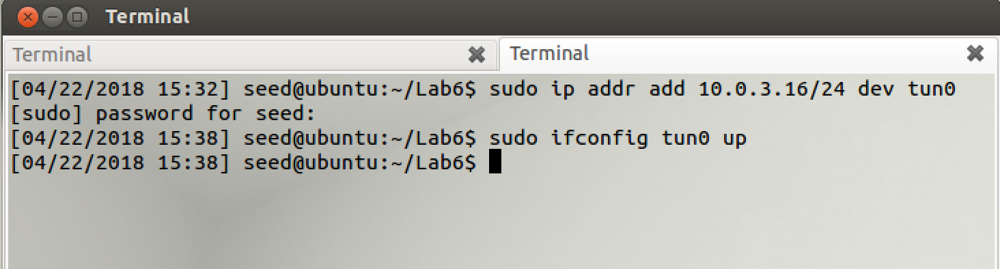 Terminal
Terminal Terminal
[04/22/2018 15:32] seed@ubuntu:~/Lab6$ sudo ip addr add 10.0.3.16/24 dev tun0
[sudo] password for seed:
[04/22/2018 15:38] seed@ubuntu:~/Lab6$ sudo ifconfig tun0 up
[04/22/2018 15:38] seed@ubuntu:~/Lab6$